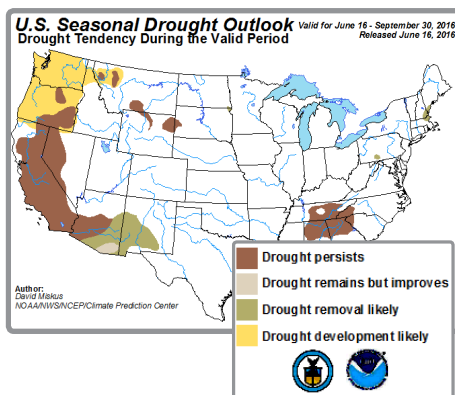 U.S. Seasonal Drought Outlook
Drought Tendency During the Valid Period
Valid for June 16 - September 30, 2016
Released June 16, 2016
Author:
David Miskus
NOAA/NWS/NCEP/Climate Prediction Center
Drought persists
Drought remains but improves
Drought removal likely
Drought development likely